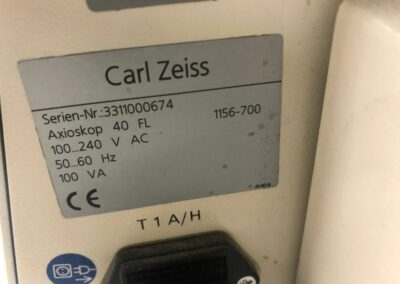 Carl Zeiss
Serien-Nr.:3311000674
Axioskop 40 FL 1156-700
100...240 V AC
50...60 Hz
100 VA
CE
T 1 A/H